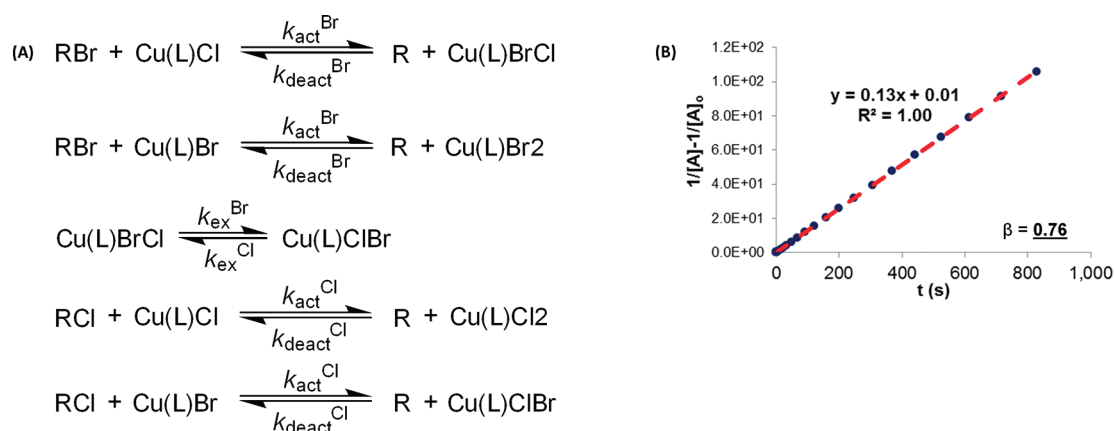 (A)
k_act^Br
RBr + Cu(L)Cl ⇌ R + Cu(L)BrCl
k_deact^Br
k_act^Br
RBr + Cu(L)Br ⇌ R + Cu(L)Br2
k_deact^Br
k_ex^Br
Cu(L)BrCl ⇌ Cu(L)ClBr
k_ex^Cl
k_act^Cl
RCl + Cu(L)Cl ⇌ R + Cu(L)Cl2
k_deact^Cl
k_act^Cl
RCl + Cu(L)Br ⇌ R + Cu(L)ClBr
k_deact^Cl
(B)
1/[A]-1/[A]o
1.2E+02
1.0E+02
8.0E+01
6.0E+01
4.0E+01
2.0E+01
0.0E+00
y = 0.13x + 0.01
R² = 1.00
β = 0.76
0 200 400 600 800 1,000
t (s)